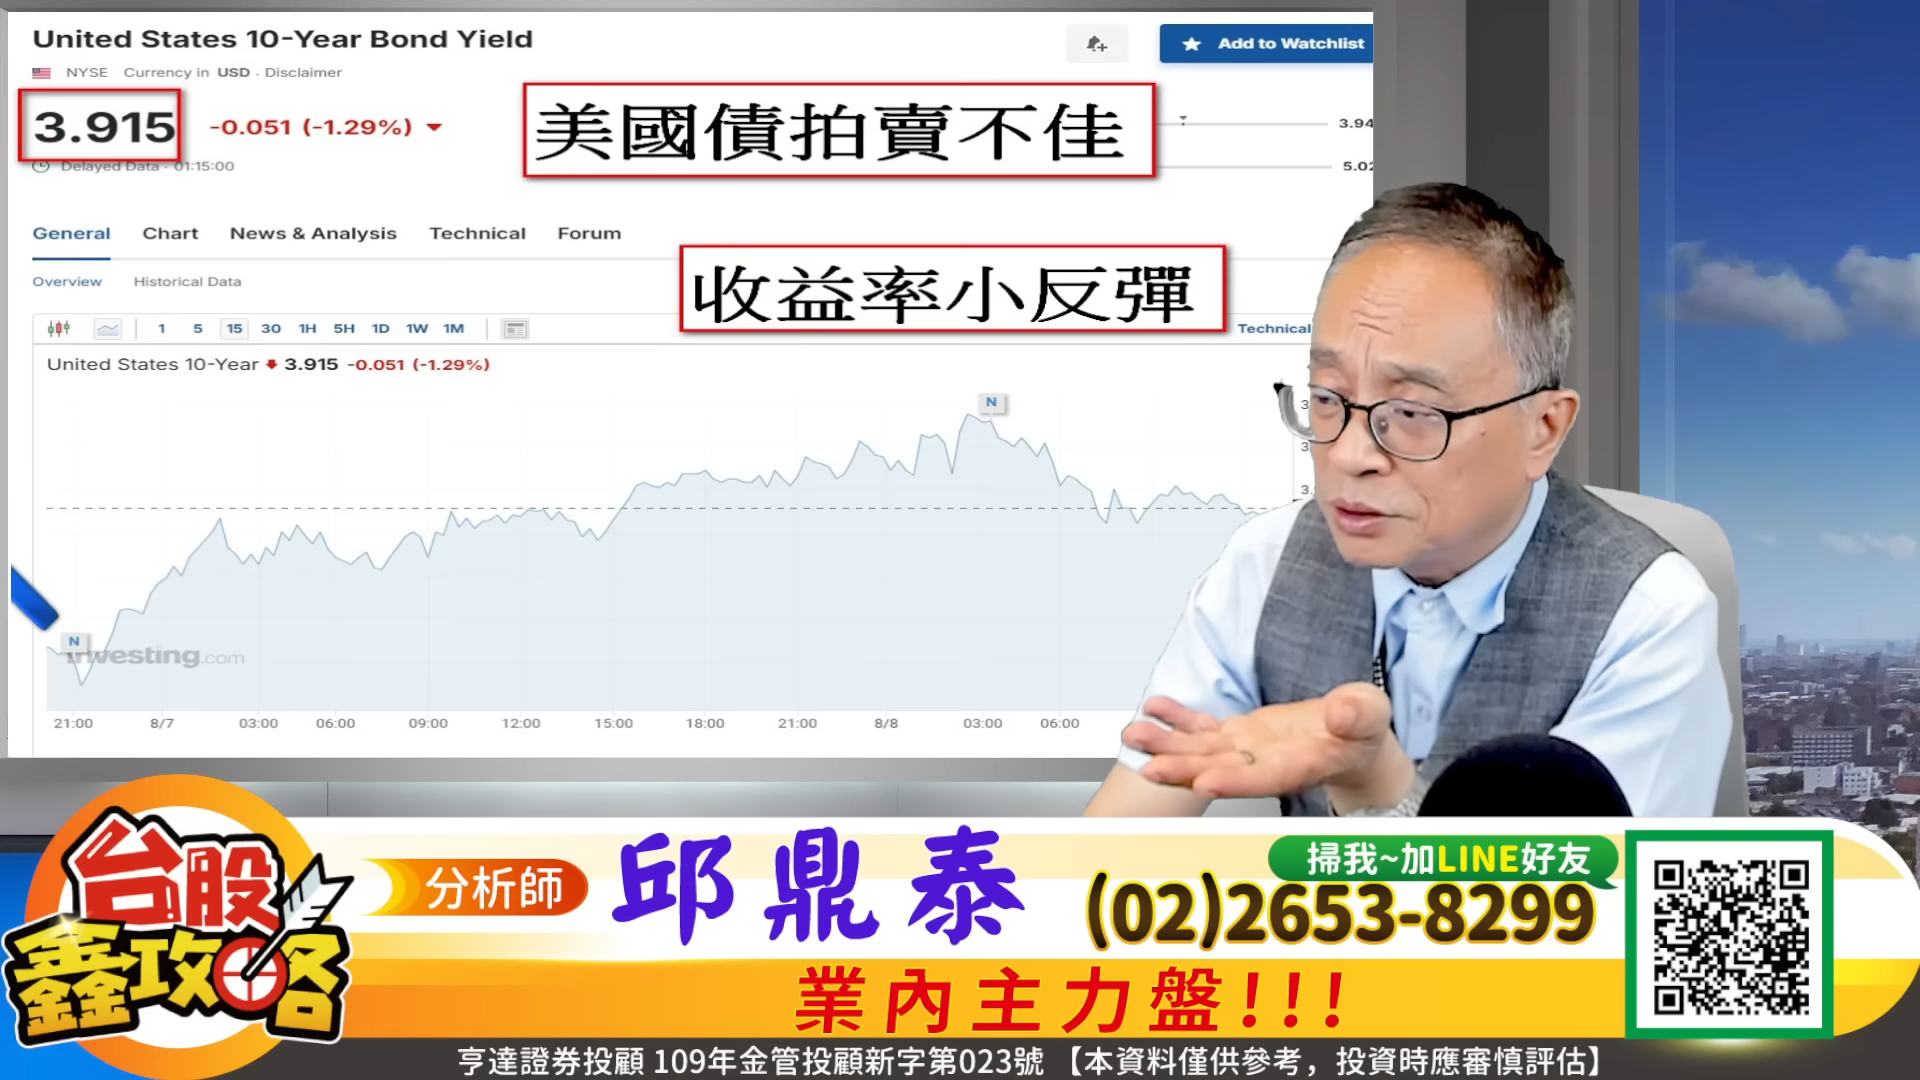 United States 10-Year Bond Yield
Add to Watchlist
NYSE Currency in USD · Disclaimer
3.915 -0.051 (-1.29%)
美國債拍賣不佳
3.94
Delayed Data · 01:15:00
5.02
General Chart News & Analysis Technical Forum
Overview Historical Data
收益率小反彈
1 5 15 30 1H 5H 1D 1W 1M
Technical
United States 10-Year 3.915 -0.051 (-1.29%)
N
N
Investing.com
21:00 8/7 03:00 06:00 09:00 12:00 15:00 18:00 21:00 8/8 03:00 06:00
台股
鑫攻略
分析師
邱鼎泰
掃我~加LINE好友
(02)2653-8299
業內主力盤!!!
亨達證券投顧 109年金管投顧新字第023號 【本資料僅供參考，投資時應審慎評估】